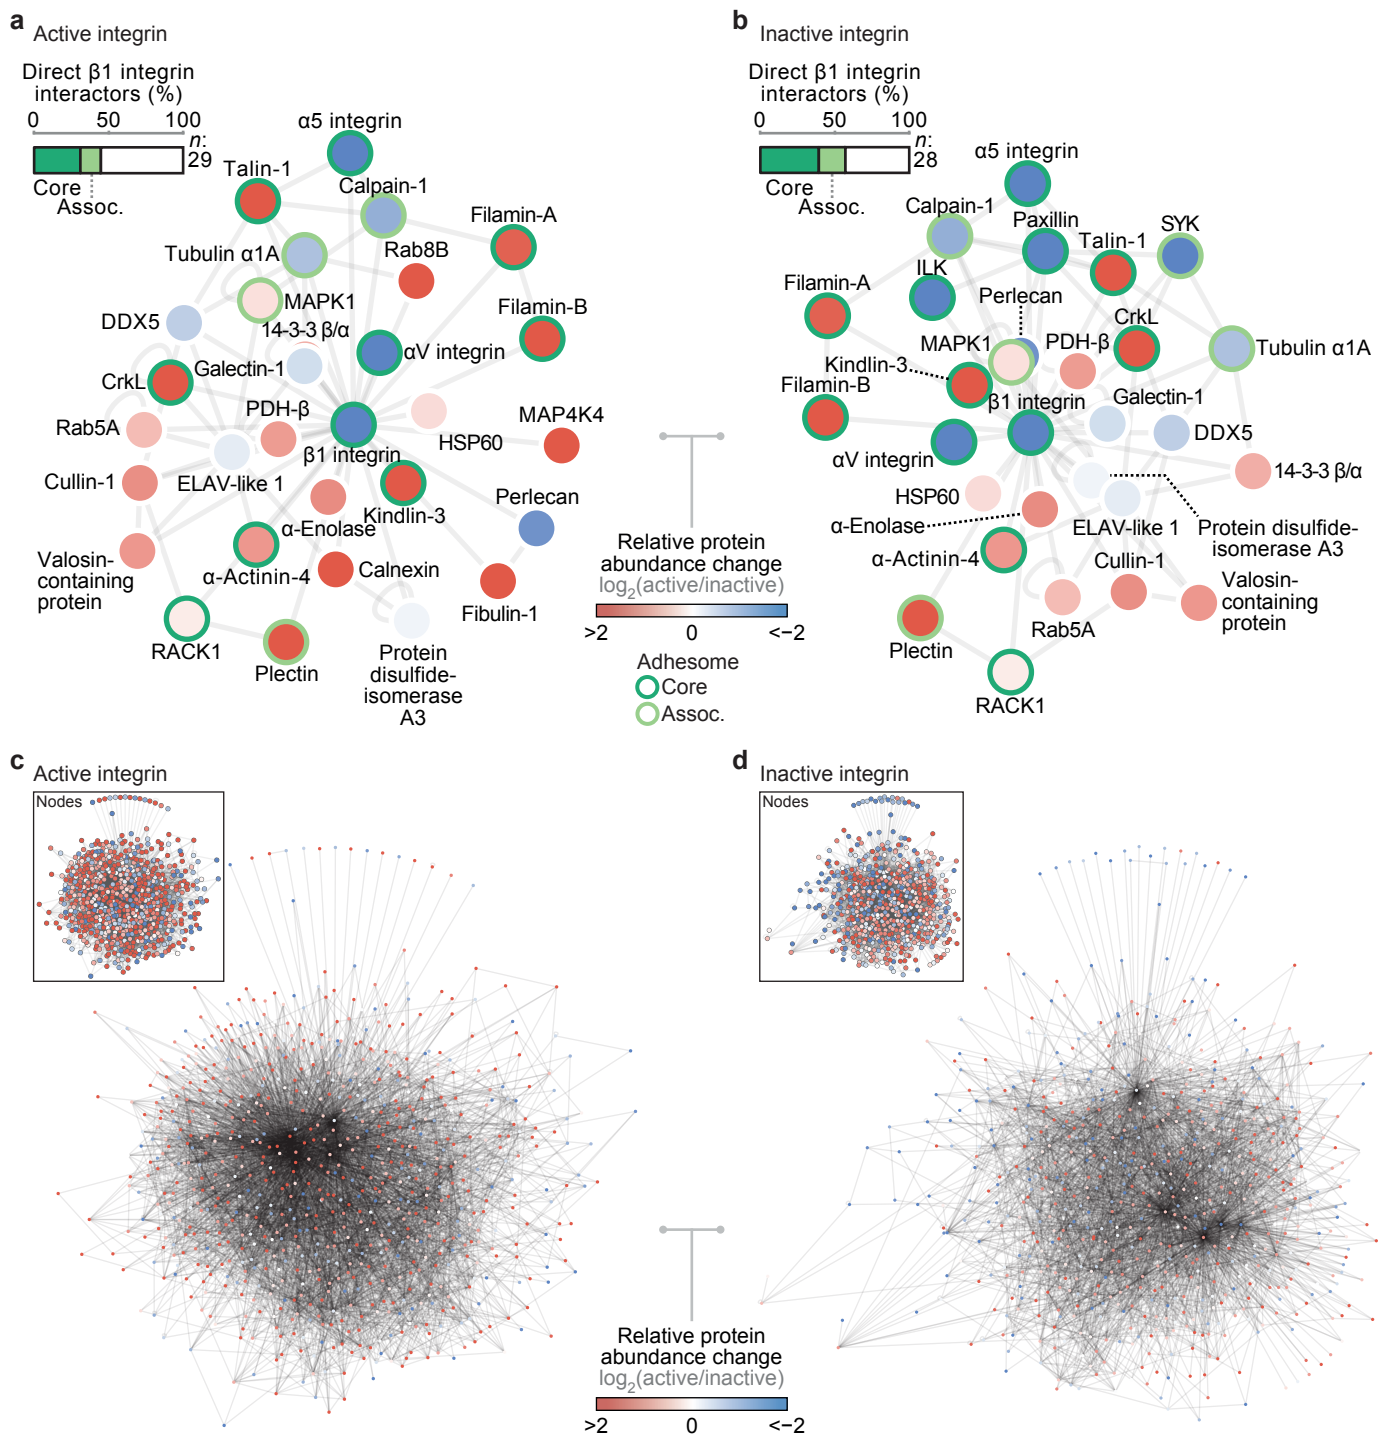 a
Active integrin
Direct β1 integrin
interactors (%)
0 50 100
n:
29
Core
Assoc.
α5 integrin
Talin-1
Calpain-1
Filamin-A
Tubulin α1A
Rab8B
MAPK1
Filamin-B
DDX5
14-3-3 β/α
αV integrin
Galectin-1
CrkL
PDH-β
MAP4K4
Rab5A
HSP60
β1 integrin
Cullin-1
ELAV-like 1
Perlecan
Kindlin-3
α-Enolase
Valosin-
containing
protein
α-Actinin-4
Calnexin
Fibulin-1
RACK1
Plectin
Protein
disulfide-
isomerase
A3
b
Inactive integrin
Direct β1 integrin
interactors (%)
0 50 100
n:
28
Core
Assoc.
α5 integrin
Calpain-1
Paxillin
SYK
Talin-1
ILK
Filamin-A
Perlecan
CrkL
MAPK1
PDH-β
Tubulin α1A
Kindlin-3
Filamin-B
β1 integrin
Galectin-1
DDX5
αV integrin
14-3-3 β/α
HSP60
α-Enolase
ELAV-like 1
Protein disulfide-
isomerase A3
α-Actinin-4
Cullin-1
Valosin-
containing
protein
Rab5A
Plectin
RACK1
Relative protein
abundance change
log2(active/inactive)
>2 0 <−2
Adhesome
Core
Assoc.
c
Active integrin
Nodes
d
Inactive integrin
Nodes
Relative protein
abundance change
log2(active/inactive)
>2 0 <−2